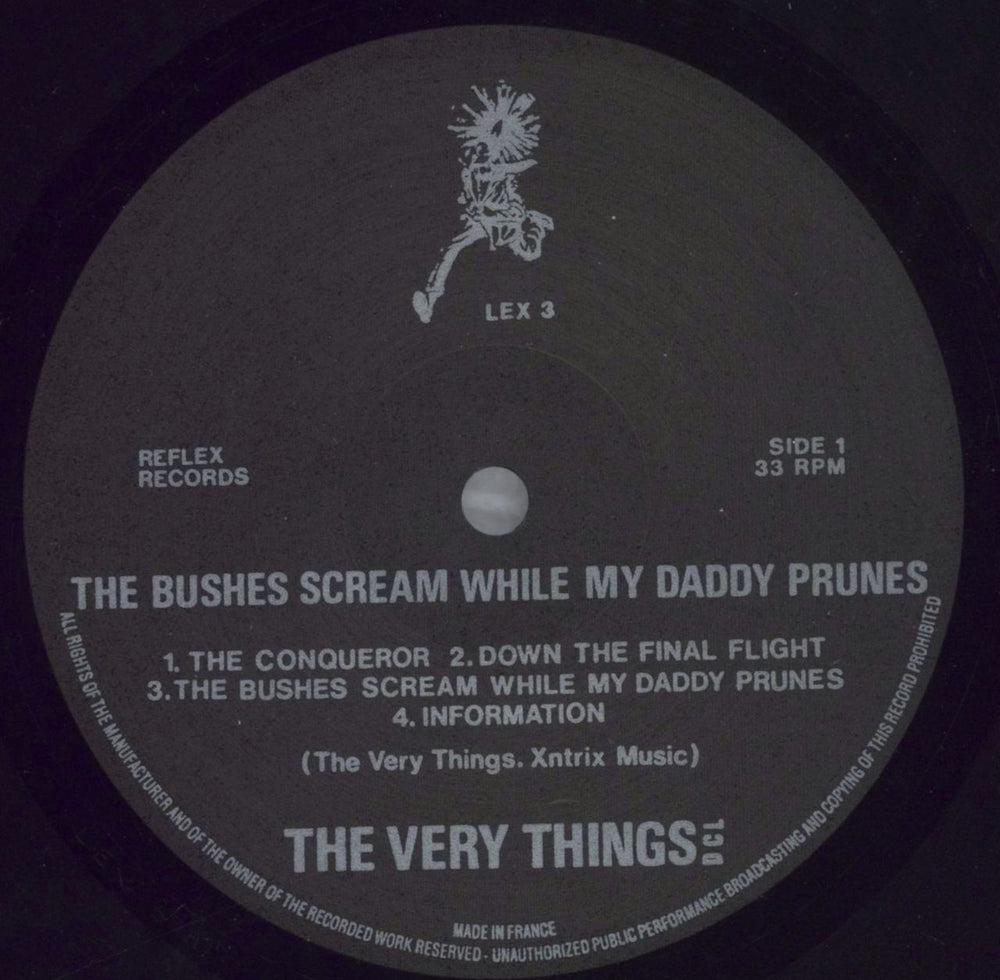 LEX 3
REFLEX
RECORDS
SIDE 1
33 RPM
THE BUSHES SCREAM WHILE MY DADDY PRUNES
1. THE CONQUEROR 2. DOWN THE FINAL FLIGHT
3. THE BUSHES SCREAM WHILE MY DADDY PRUNES
4. INFORMATION
(The Very Things. Xntrix Music)
THE VERY THINGS DCL
MADE IN FRANCE
ALL RIGHTS OF THE MANUFACTURER AND OF THE OWNER OF THE RECORDED WORK RESERVED - UNAUTHORIZED PUBLIC PERFORMANCE BROADCASTING AND COPYING OF THIS RECORD PROHIBITED